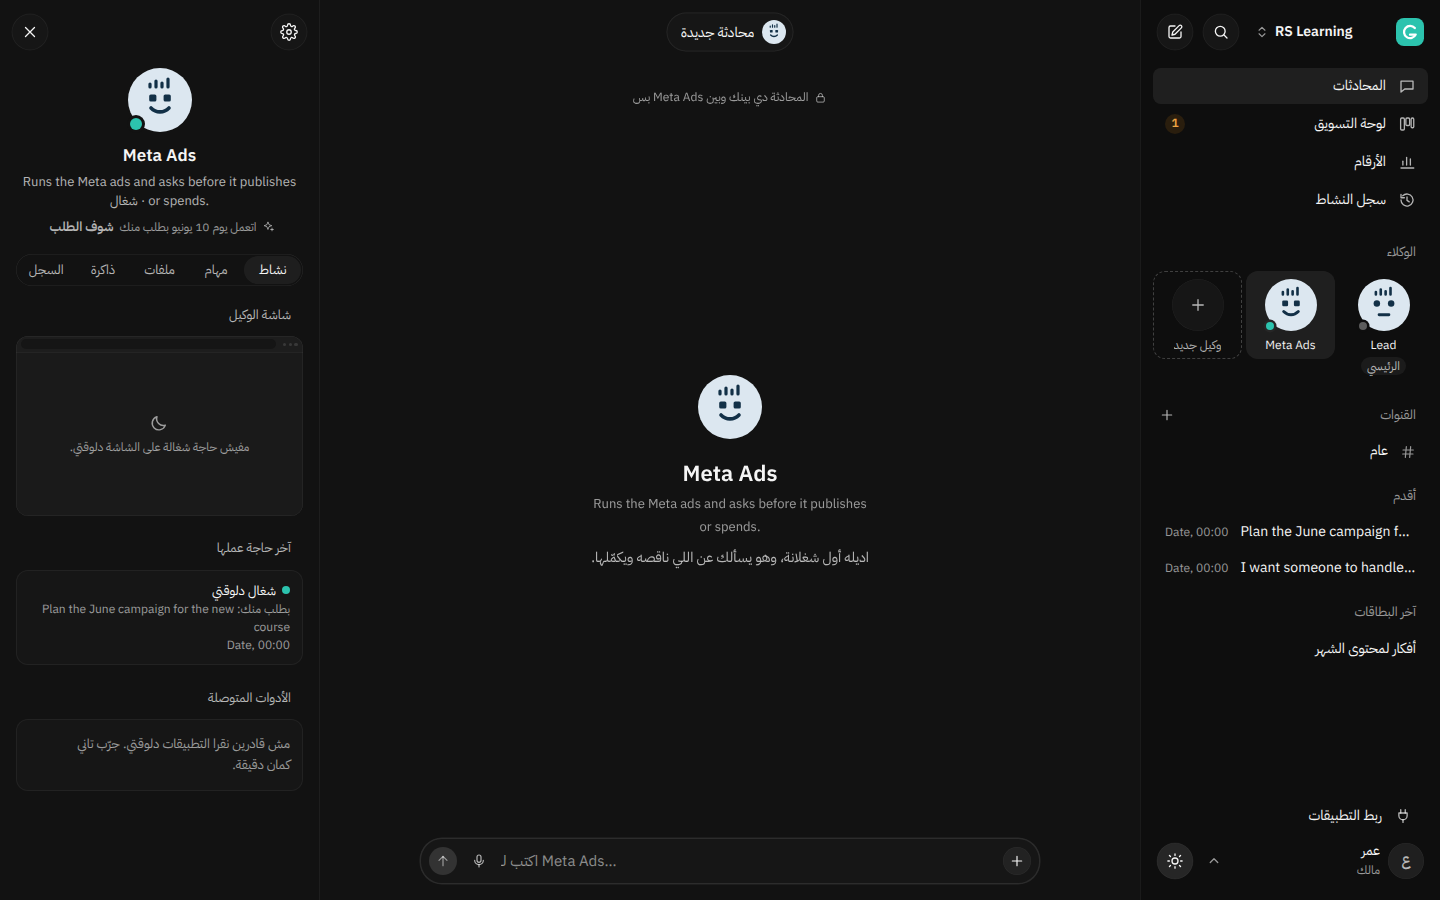 RS Learning
المحادثات
لوحة التسويق
1
الأرقام
سجل النشاط
الوكلاء
Lead
الرئيسي
Meta Ads
وكيل جديد
القنوات
عام
أقدم
Plan the June campaign f...
Date, 00:00
I want someone to handle...
Date, 00:00
آخر البطاقات
أفكار لمحتوى الشهر
ربط التطبيقات
ع
عمر
مالك
محادثة جديدة
المحادثة دي بينك وبين Meta Ads بس
Meta Ads
Runs the Meta ads and asks before it publishes
or spends.
اديله أول شغلانة، وهو يسألك عن اللي ناقصه ويكمّلها.
اكتب لـ Meta Ads...
Meta Ads
Runs the Meta ads and asks before it publishes
or spends. · شغال
اتعمل يوم 10 يونيو بطلب منك شوف الطلب
نشاط
مهام
ملفات
ذاكرة
السجل
شاشة الوكيل
مفيش حاجة شغالة على الشاشة دلوقتي.
آخر حاجة عملها
شغال دلوقتي
بطلب منك: Plan the June campaign for the new
course
Date, 00:00
الأدوات المتوصلة
مش قادرين نقرا التطبيقات دلوقتي. جرّب تاني
كمان دقيقة.